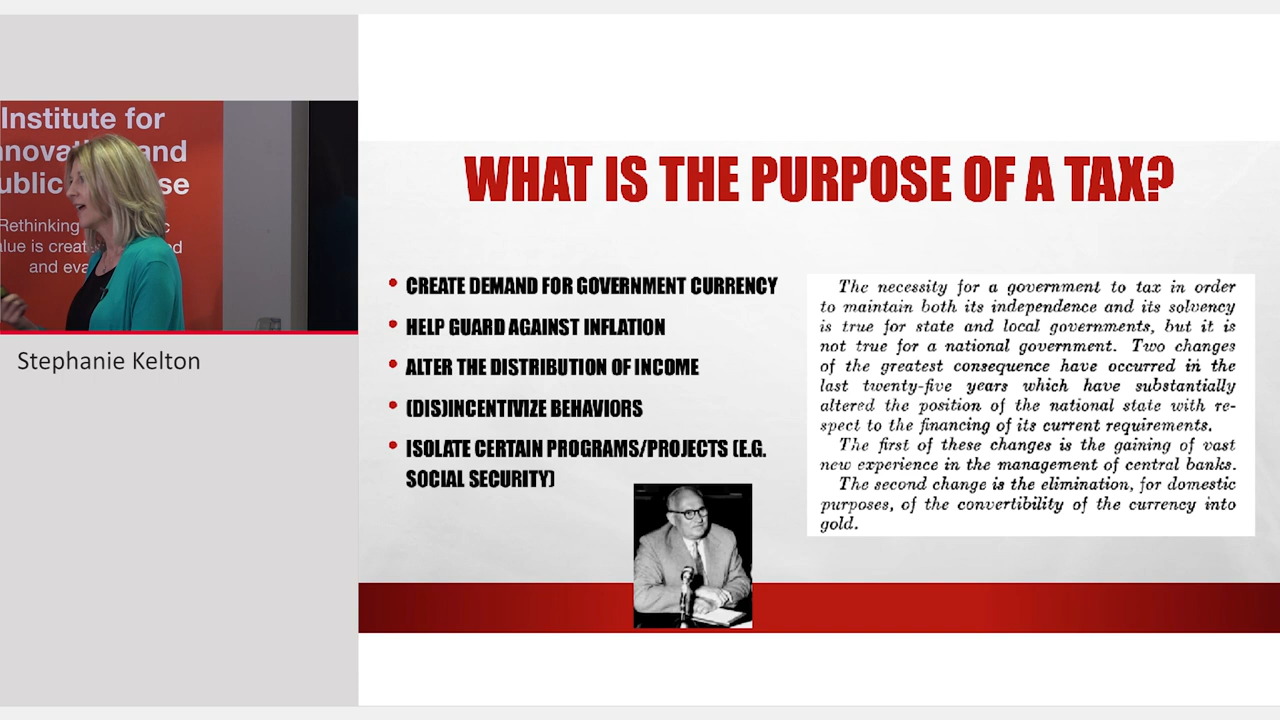 Institute for
nnova and
ublic se
Rethinking c
alue is creat d
and eva
Stephanie Kelton
WHAT IS THE PURPOSE OF A TAX?
• CREATE DEMAND FOR GOVERNMENT CURRENCY
• HELP GUARD AGAINST INFLATION
• ALTER THE DISTRIBUTION OF INCOME
• (DIS)INCENTIVIZE BEHAVIORS
• ISOLATE CERTAIN PROGRAMS/PROJECTS (E.G.
SOCIAL SECURITY)
The necessity for a government to tax in order
to maintain both its independence and its solvency
is true for state and local governments, but it is
not true for a national government. Two changes
of the greatest consequence have occurred in the
last twenty-five years which have substantially
altered the position of the national state with re-
spect to the financing of its current requirements.
The first of these changes is the gaining of vast
new experience in the management of central banks.
The second change is the elimination, for domestic
purposes, of the convertibility of the currency into
gold.